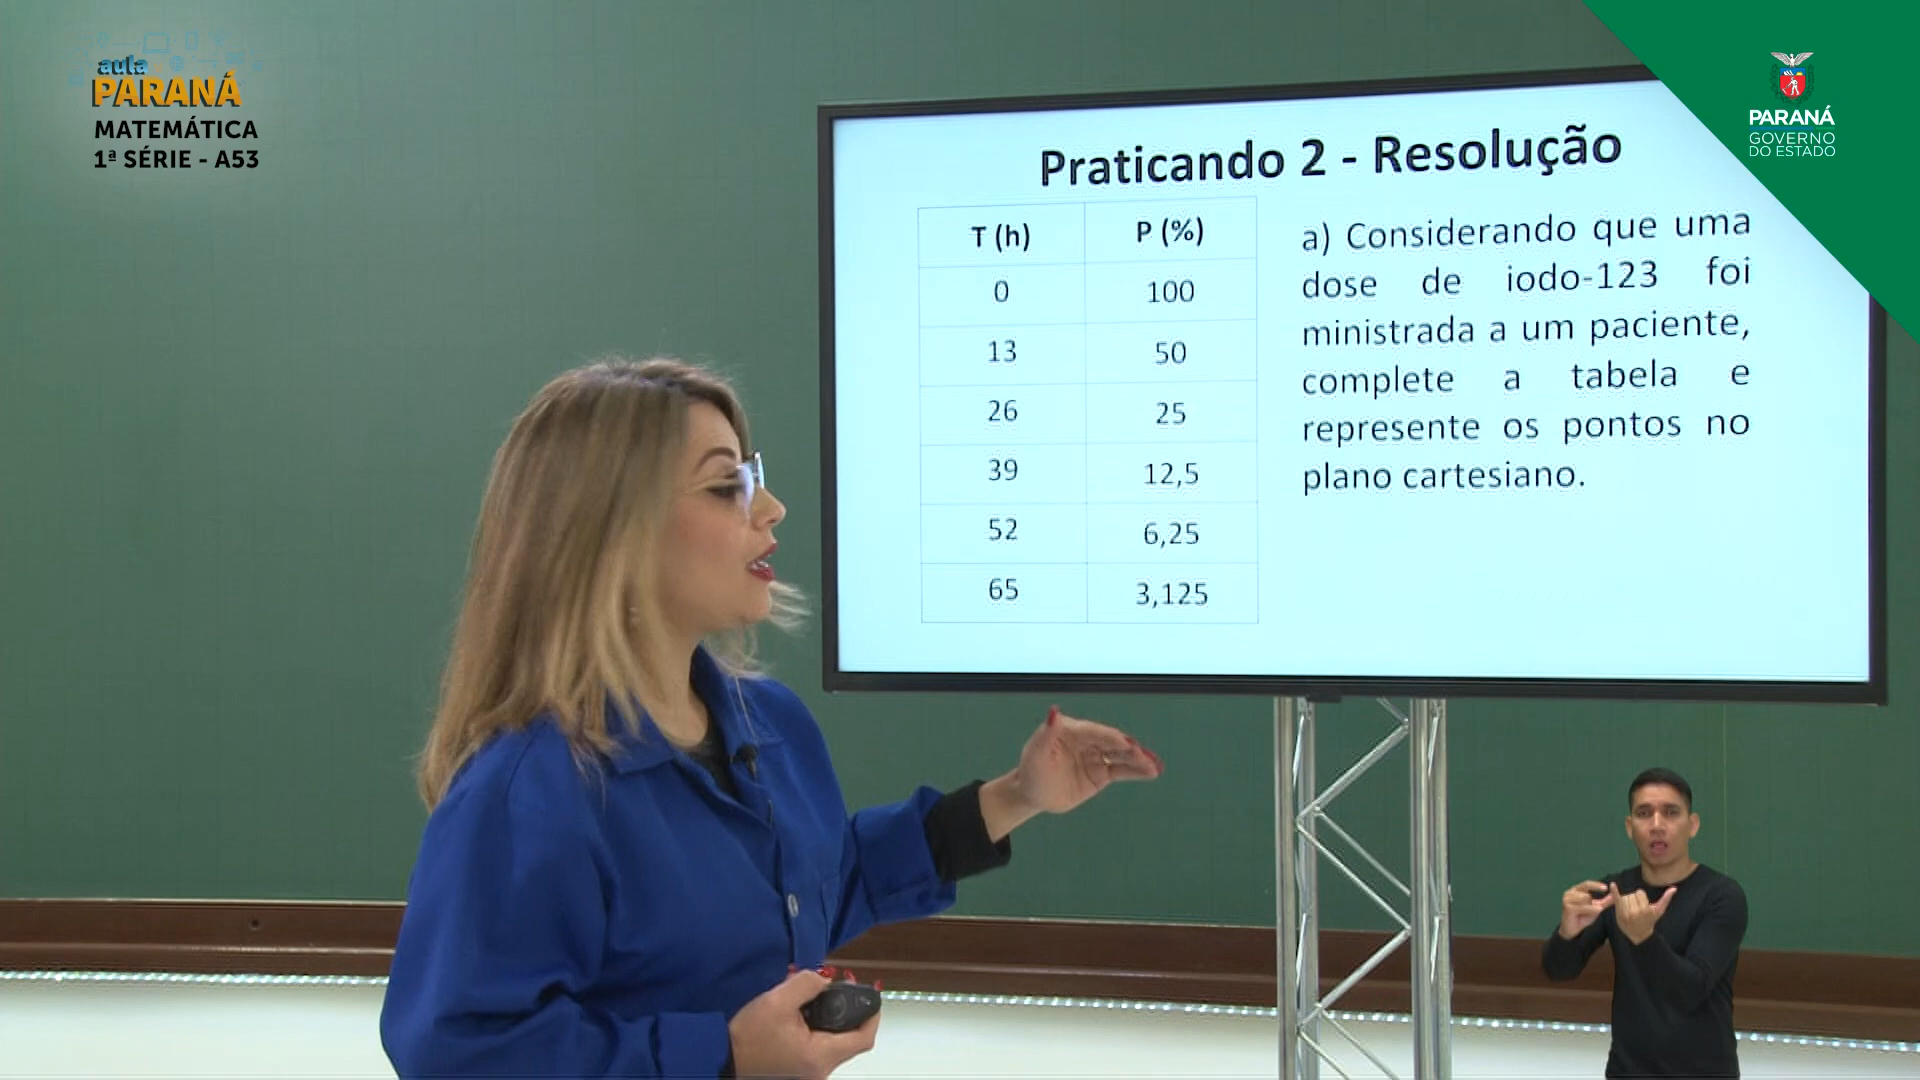 aula
PARANÁ
MATEMÁTICA
1ª SÉRIE - A53
PARANÁ
GOVERNO
DO ESTADO
Praticando 2 - Resolução
T (h) P (%)
0 100
13 50
26 25
39 12,5
52 6,25
65 3,125
a) Considerando que uma
dose de iodo-123 foi
ministrada a um paciente,
complete a tabela e
represente os pontos no
plano cartesiano.